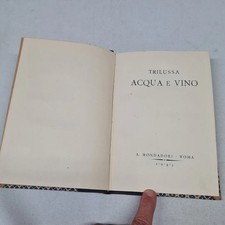 TRILUSSA
ACQUA E VINO
A. MONDADORI · ROMA